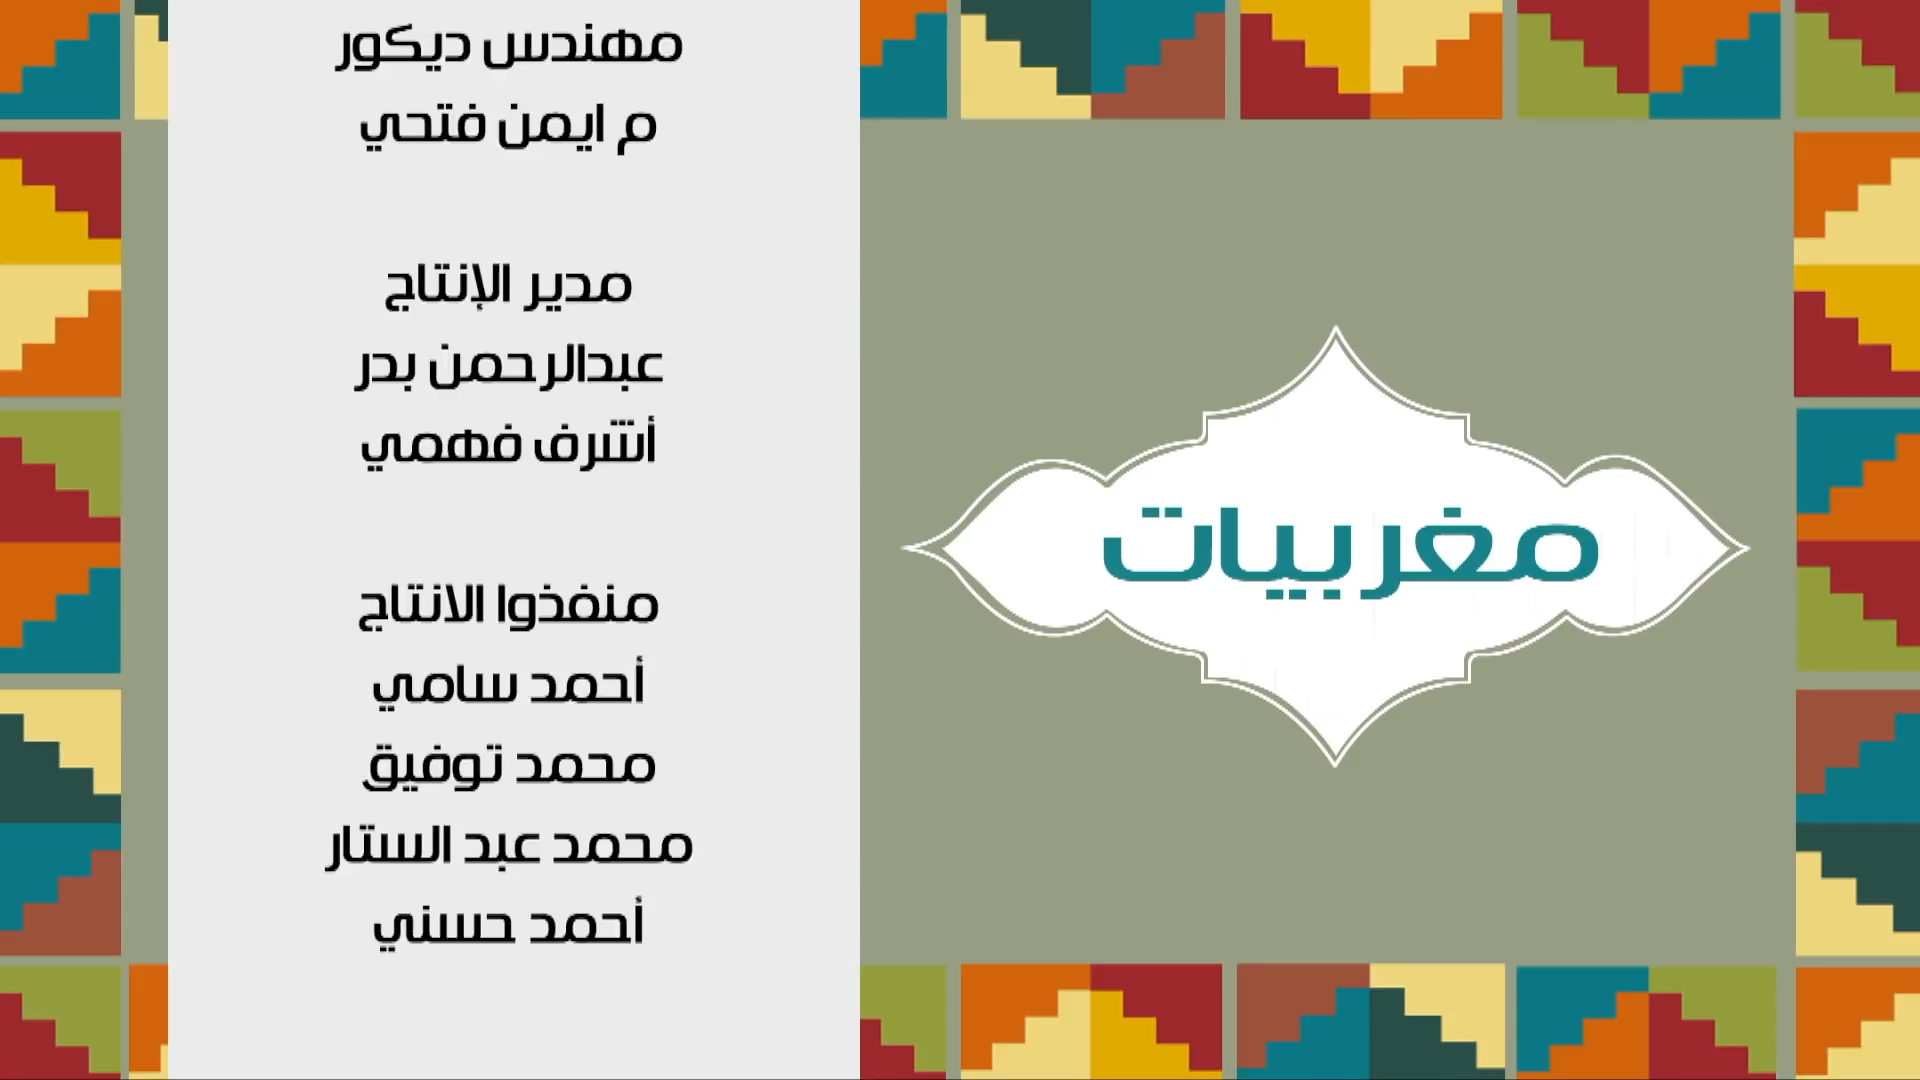 مهندس ديكور
م ايمن فتحي
مدير الإنتاج
عبدالرحمن بدر
أشرف فهمي
منفذوا الانتاج
أحمد سامي
محمد توفيق
محمد عبد الستار
أحمد حسني
مغربيات